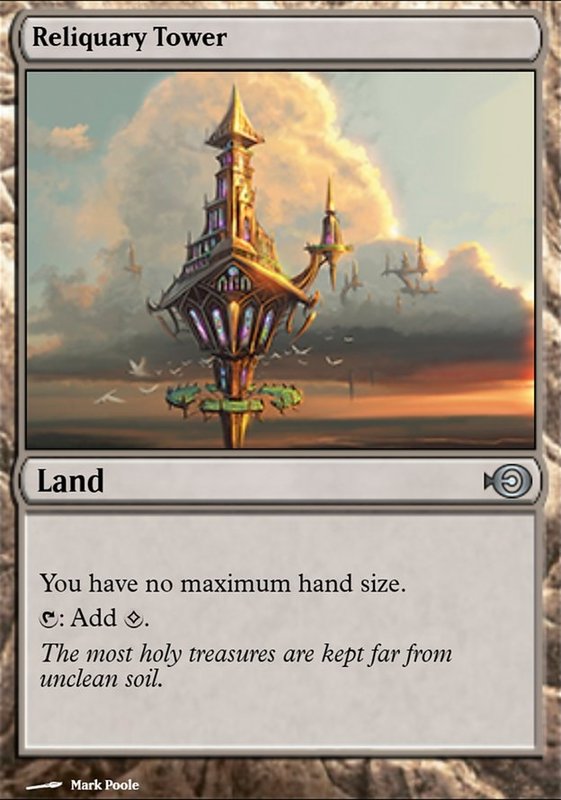 Reliquary Tower
Land
You have no maximum hand size.
: Add .
The most holy treasures are kept far from
unclean soil.
Mark Poole